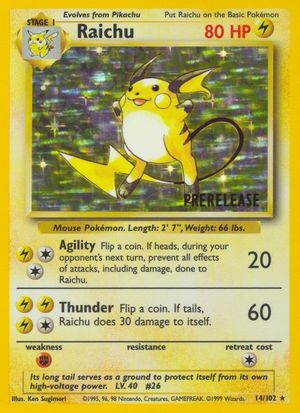 Evolves from Pikachu Put Raichu on the Basic Pokémon
STAGE 1
Raichu 80 HP
PRERELEASE
Mouse Pokémon. Length: 2' 7", Weight: 66 lbs.
Agility Flip a coin. If heads, during your
opponent's next turn, prevent all effects
of attacks, including damage, done to
Raichu.
20
Thunder Flip a coin. If tails,
Raichu does 30 damage to itself.
60
weakness resistance retreat cost
Its long tail serves as a ground to protect itself from its own
high-voltage power. LV. 40 #26
Illus. Ken Sugimori ©1995, 96, 98 Nintendo, Creatures, GAMEFREAK. ©1999 Wizards. 14/102 ★